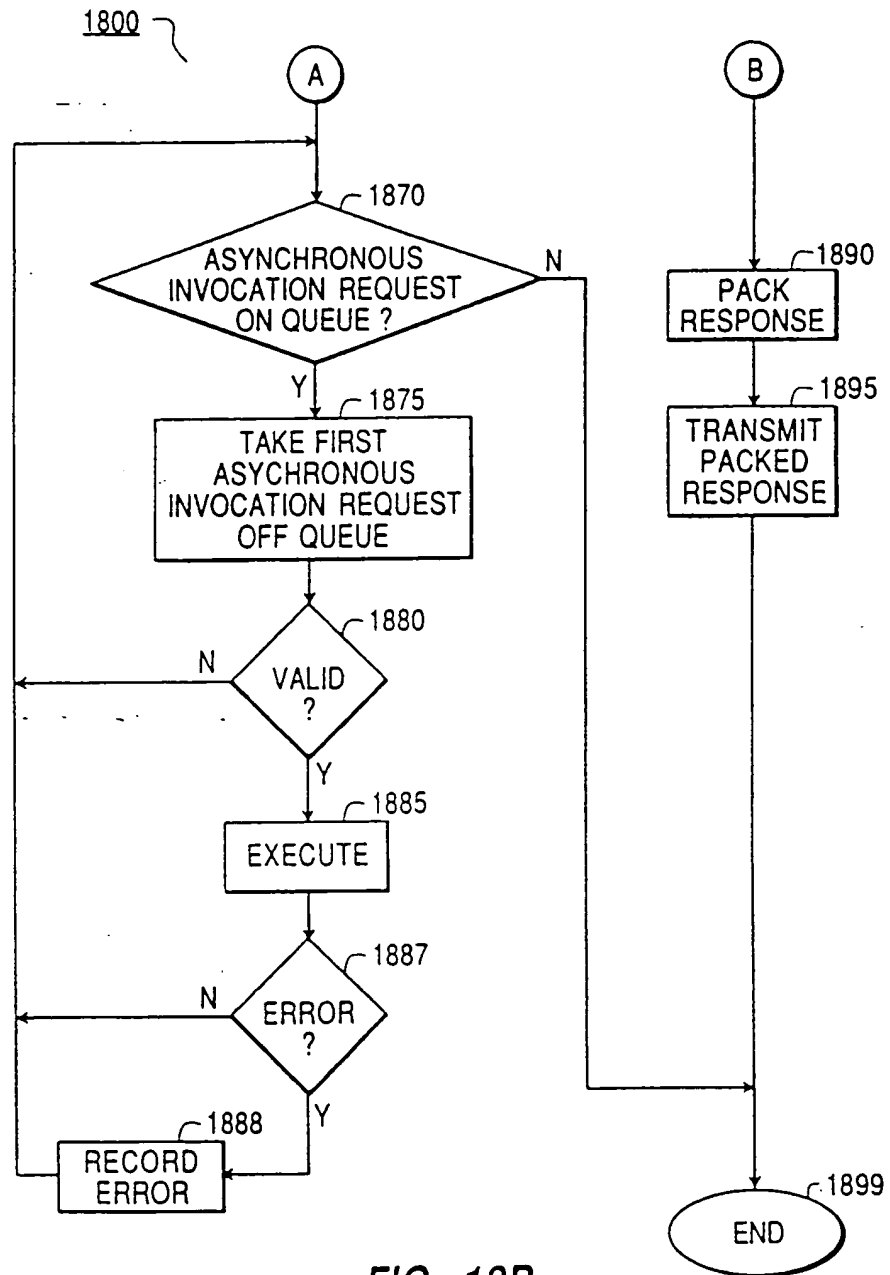 1800
A
B
1870
ASYNCHRONOUS
INVOCATION REQUEST
ON QUEUE ?
N
Y
1875
TAKE FIRST
ASYCHRONOUS
INVOCATION REQUEST
OFF QUEUE
1880
VALID
?
N
Y
1885
EXECUTE
1887
ERROR
?
N
Y
1888
RECORD
ERROR
1890
PACK
RESPONSE
1895
TRANSMIT
PACKED
RESPONSE
1899
END